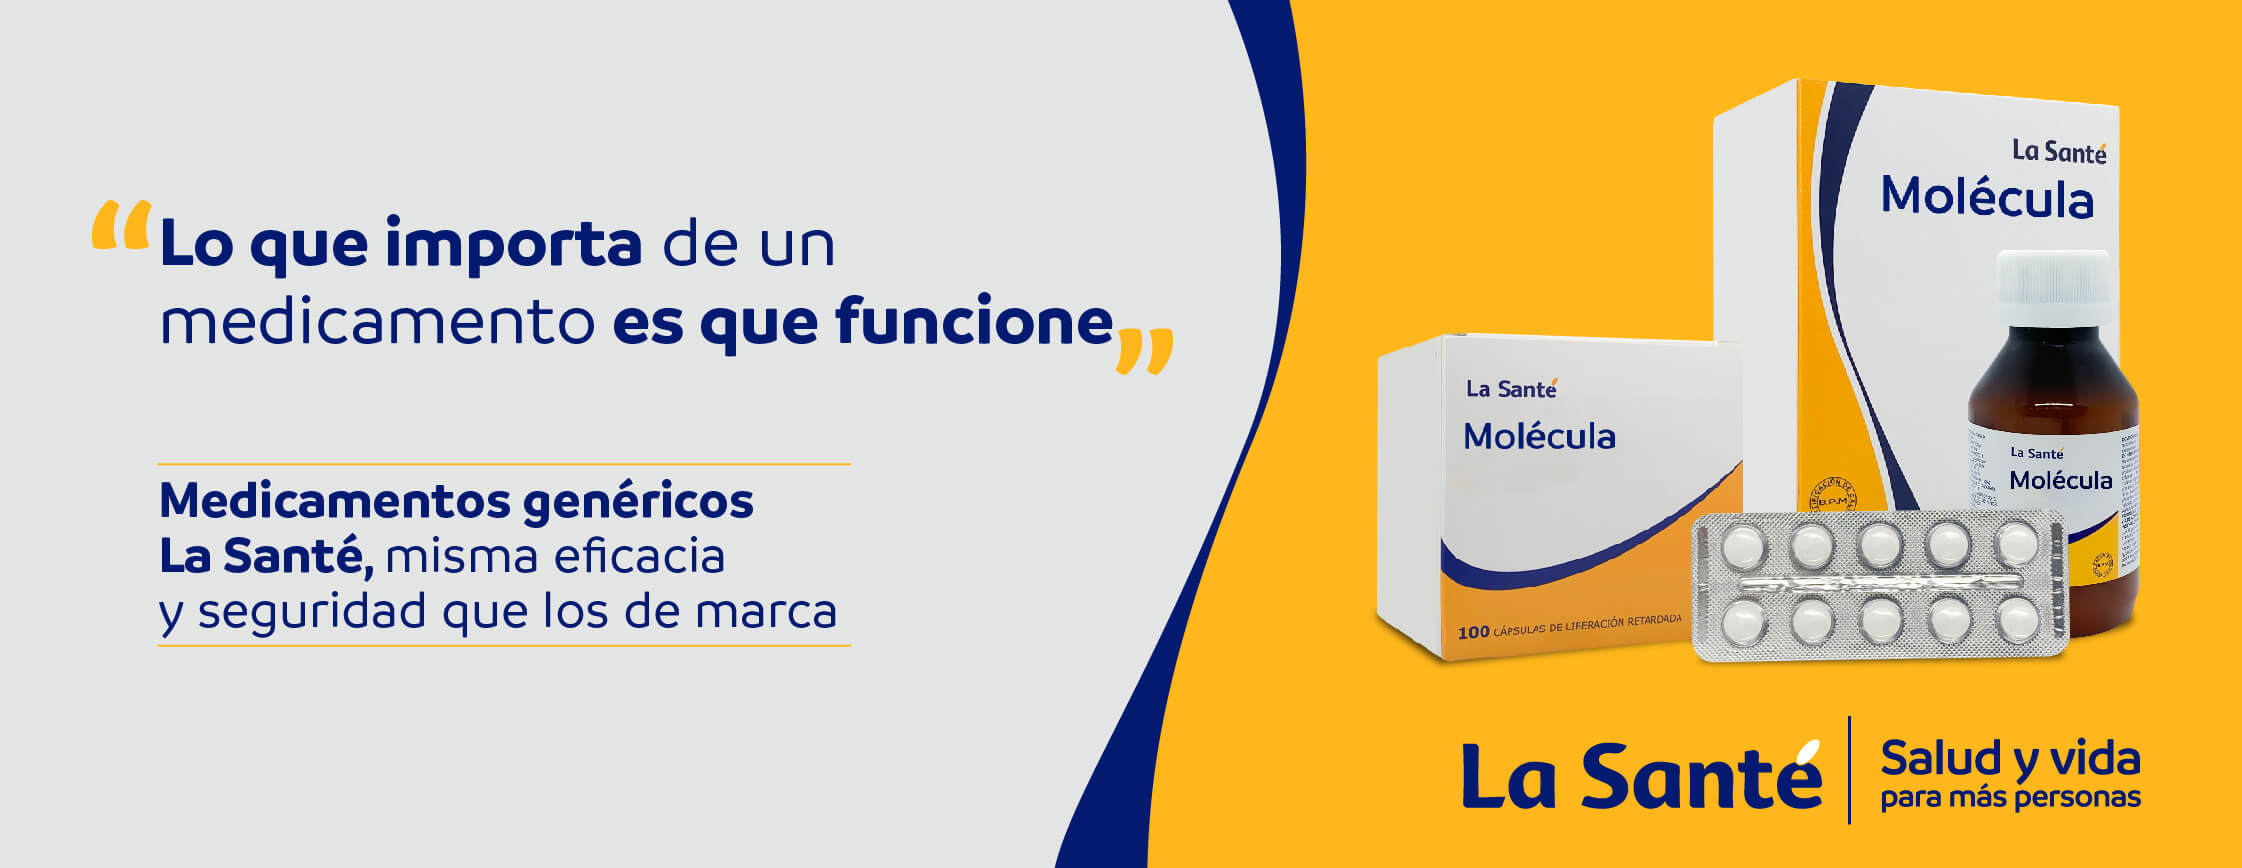 “Lo que importa de un
medicamento es que funcione”
Medicamentos genéricos
La Santé, misma eficacia
y seguridad que los de marca
La Santé
Molécula
La Santé
Molécula
100 CÁPSULAS DE LIBERACIÓN RETARDADA
La Santé
Molécula
B.P.M
La Santé
Salud y vida
para más personas